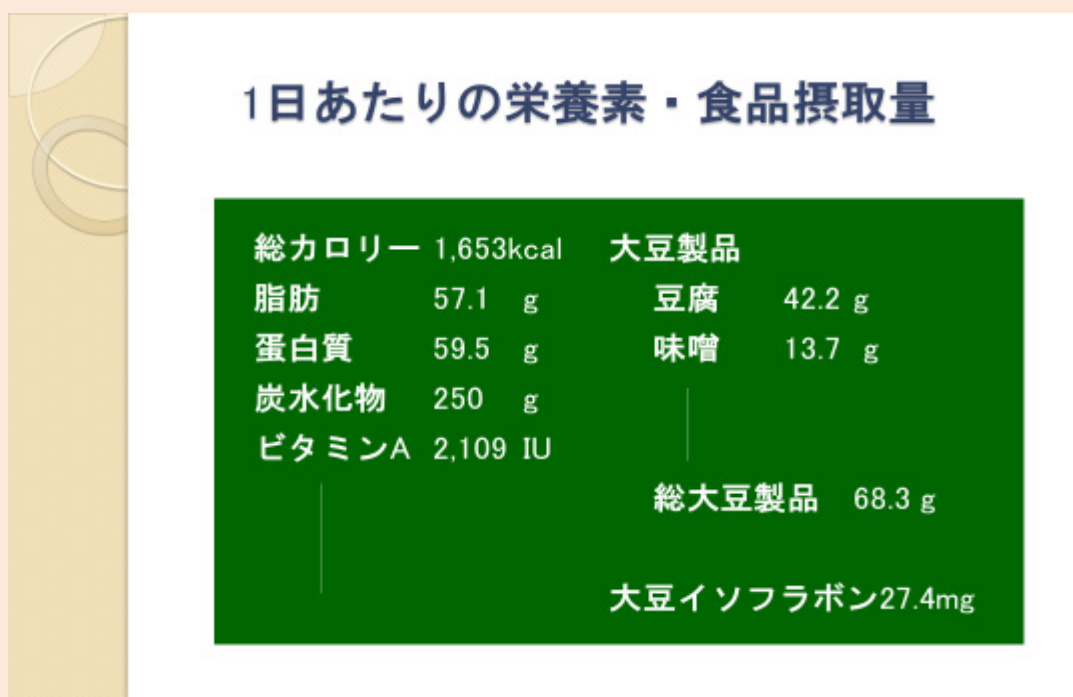 1日あたりの栄養素・食品摂取量
総カロリー 1,653kcal
脂肪 57.1 g
蛋白質 59.5 g
炭水化物 250 g
ビタミンA 2,109 IU
大豆製品
豆腐 42.2 g
味噌 13.7 g
総大豆製品 68.3 g
大豆イソフラボン27.4mg